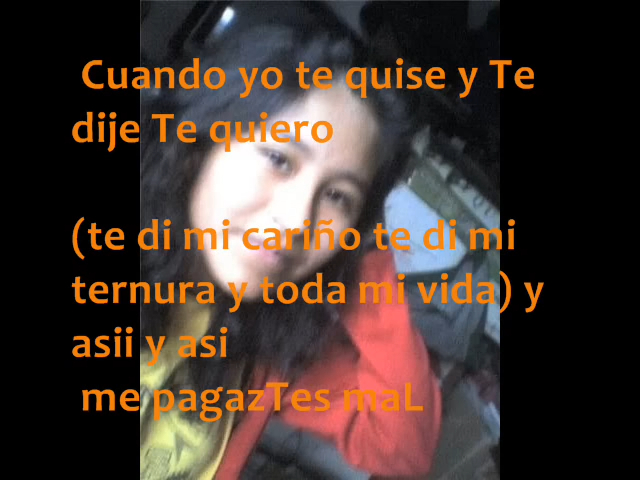 Cuando yo te quise y Te
dije Te quiero
(te di mi cariño te di mi
ternura y toda mi vida) y
asii y asi
me pagazTes maL